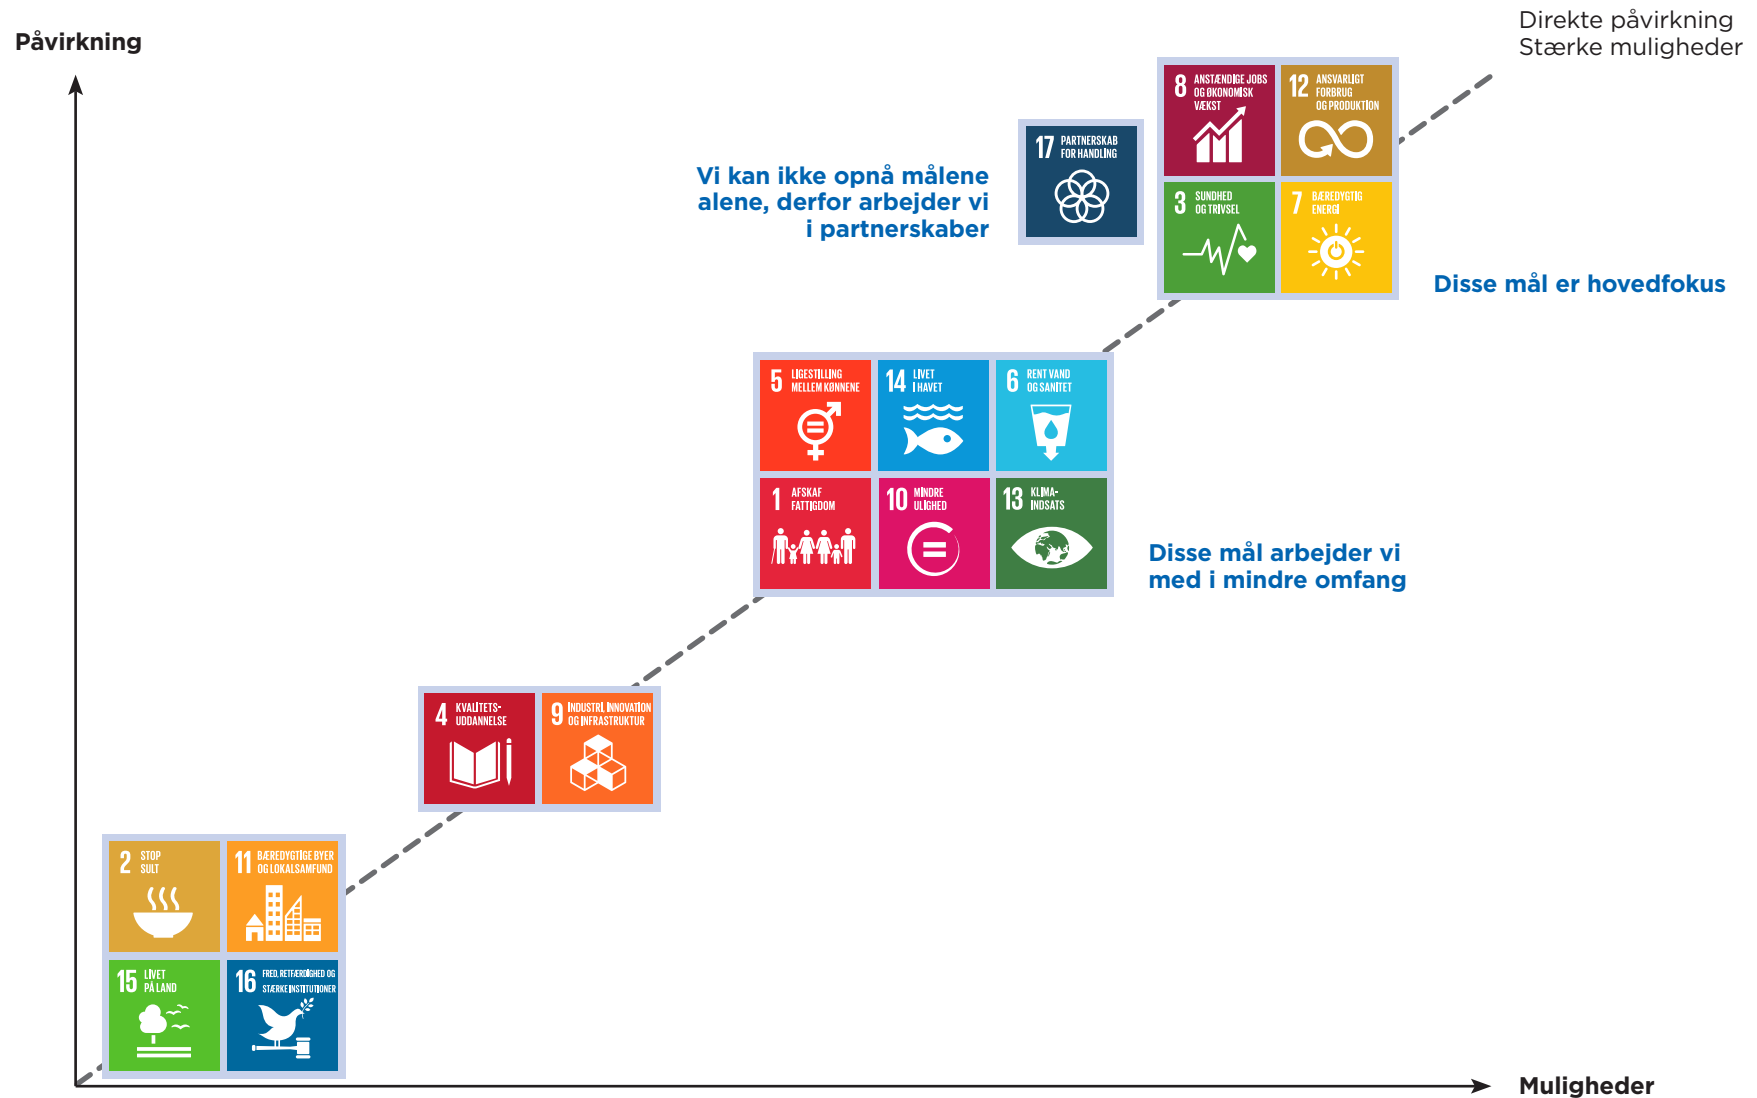 Direkte påvirkning
Stærke muligheder
Påvirkning
8 ANSTÆNDIGE JOBS
OG ØKONOMISK
VÆKST
12 ANSVARLIGT
FORBRUG
OG PRODUKTION
17 PARTNERSKAB
FOR HANDLING
Vi kan ikke opnå målene
alene, derfor arbejder vi
i partnerskaber
3 SUNDHED
OG TRIVSEL
7 BÆREDYGTIG
ENERGI
Disse mål er hovedfokus
5 LIGESTILLING
MELLEM KØNNENE
14 LIVET
I HAVET
6 RENT VAND
OG SANITET
1 AFSKAF
FATTIGDOM
10 MINDRE
ULIGHED
13 KLIMA-
INDSATS
Disse mål arbejder vi
med i mindre omfang
4 KVALITETS-
UDDANNELSE
9 INDUSTRI, INNOVATION
OG INFRASTRUKTUR
2 STOP
SULT
11 BÆREDYGTIGE BYER
OG LOKALSAMFUND
15 LIVET
PÅ LAND
16 FRED, RETFÆRDIGHED OG
STÆRKE INSTITUTIONER
Muligheder